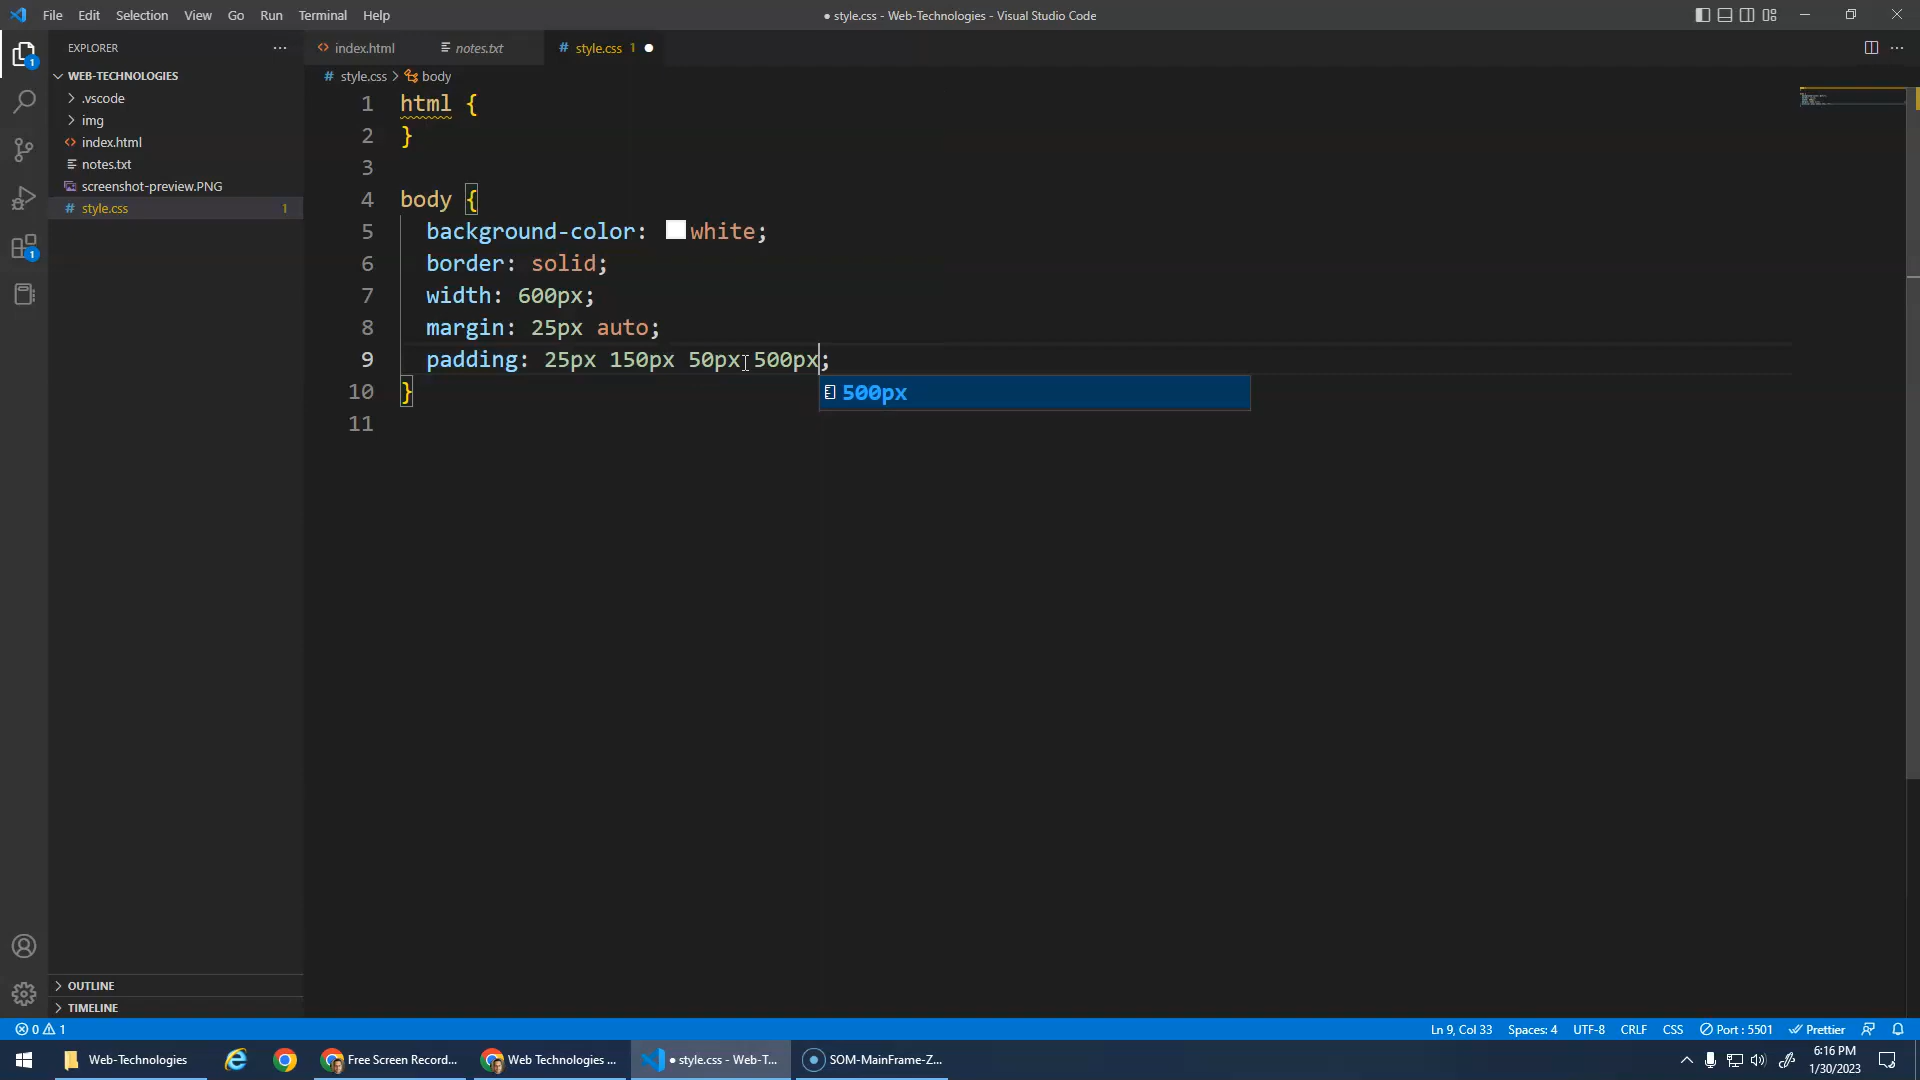 File Edit Selection View Go Run Terminal Help
● style.css - Web-Technologies - Visual Studio Code
EXPLORER ···
index.html notes.txt # style.css 1 ●
WEB-TECHNOLOGIES
# style.css > body
.vscode
img
index.html
notes.txt
screenshot-preview.PNG
# style.css 1
1 html {
2 }
3
4 body {
5 background-color: white;
6 border: solid;
7 width: 600px;
8 margin: 25px auto;
9 padding: 25px 150px 50px 500px;
500px
10 }
11
OUTLINE
TIMELINE
0 1 Ln 9, Col 33 Spaces: 4 UTF-8 CRLF CSS Port : 5501 Prettier
Web-Technologies Free Screen Record... Web Technologies ... ● style.css - Web-T... SOM-MainFrame-Z... 6:16 PM
1/30/2023